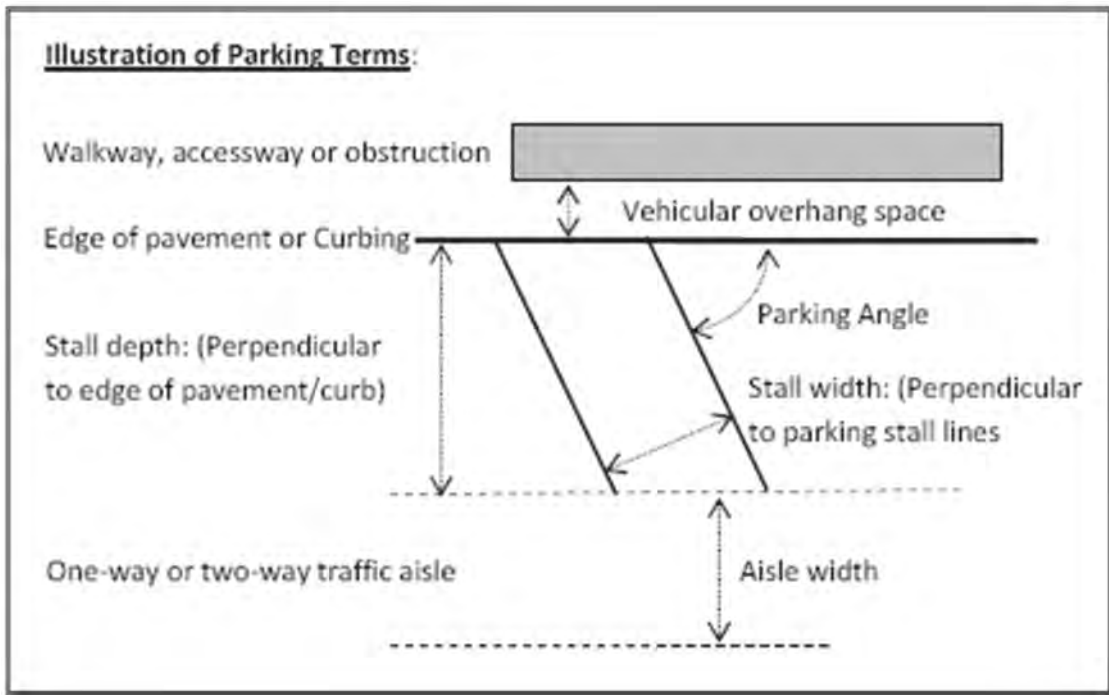 Illustration of Parking Terms:
Walkway, accessway or obstruction
Vehicular overhang space
Edge of pavement or Curbing
Parking Angle
Stall depth: (Perpendicular
to edge of pavement/curb)
Stall width: (Perpendicular
to parking stall lines
One-way or two-way traffic aisle
Aisle width